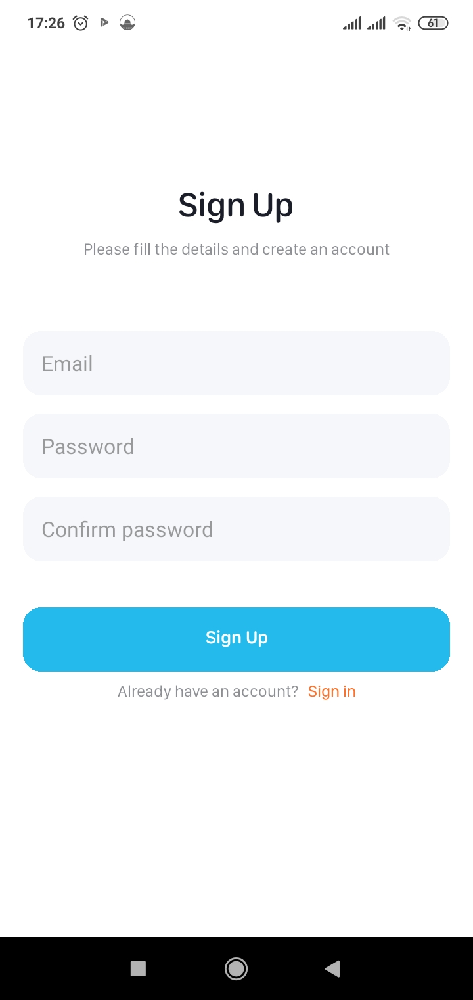 17:26 61
Sign Up
Please fill the details and create an account
Email
Password
Confirm password
Sign Up
Already have an account? Sign in